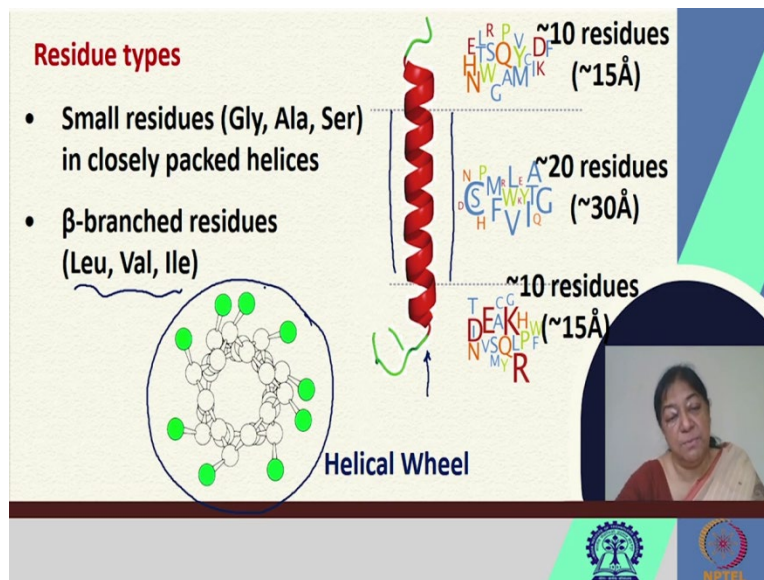 Residue types
• Small residues (Gly, Ala, Ser)
in closely packed helices
• β-branched residues
(Leu, Val, Ile)
Helical Wheel
~10 residues
(~15Å)
~20 residues
(~30Å)
~10 residues
(~15Å)
NPTEL